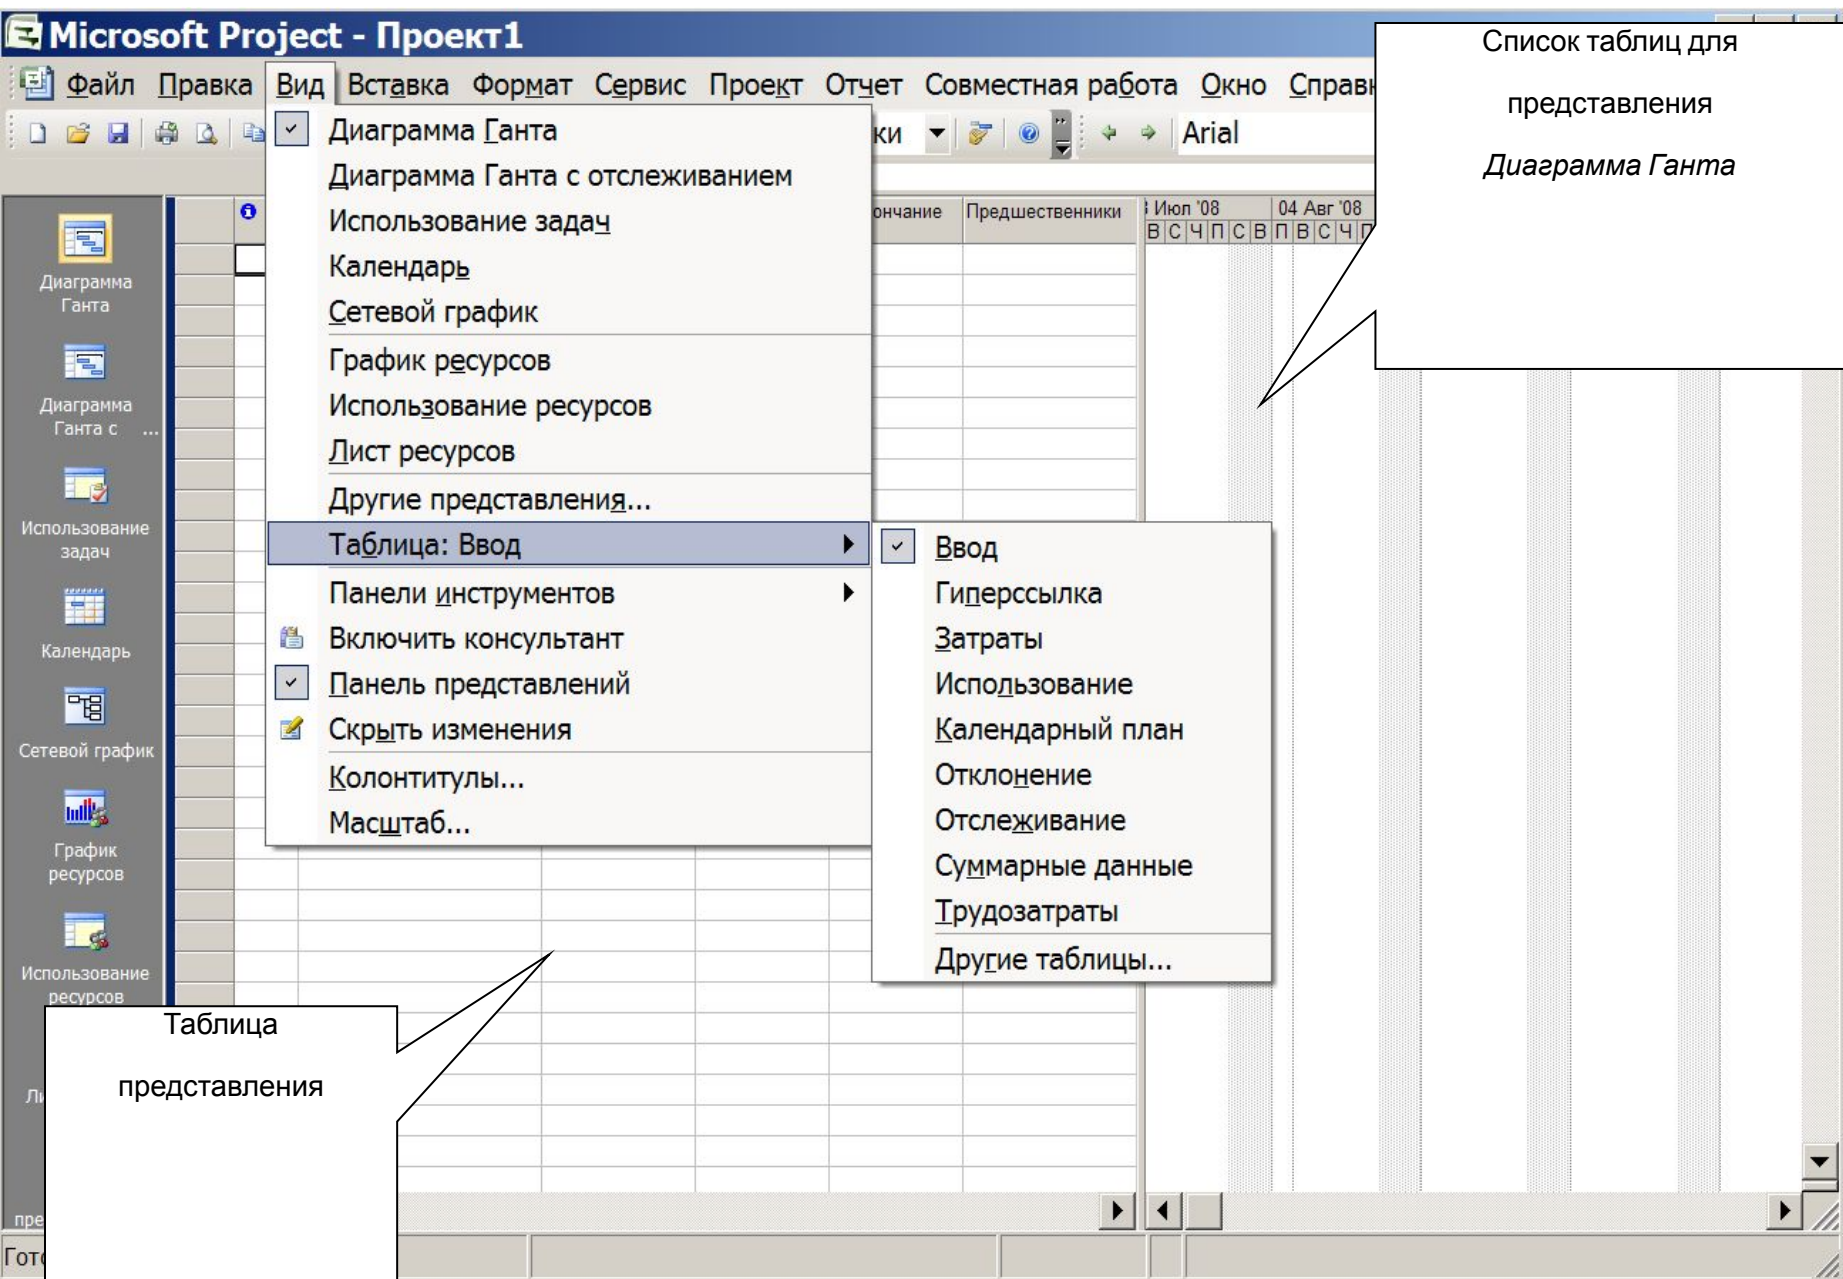 Microsoft Project - Проект1
Файл Правка Вид Вставка Формат Сервис Проект Отчет Совместная работа Окно
Arial
Список таблиц для
представления
Диаграмма Ганта
Диаграмма Ганта
Диаграмма Ганта с отслеживанием
Использование задач
Календарь
Сетевой график
График ресурсов
Использование ресурсов
Лист ресурсов
Другие представления...
Таблица: Ввод
Панели инструментов
Включить консультант
Панель представлений
Скрыть изменения
Колонтитулы...
Масштаб...
Предшественники
Июл '08
04 Авг '08
В С Ч П С В П В С Ч
Ввод
Гиперссылка
Затраты
Использование
Календарный план
Отклонение
Отслеживание
Суммарные данные
Трудозатраты
Другие таблицы...
Диаграмма
Ганта
Диаграмма
Ганта с ...
Использование
задач
Календарь
Сетевой график
График
ресурсов
Использование
ресурсов
Таблица
представления